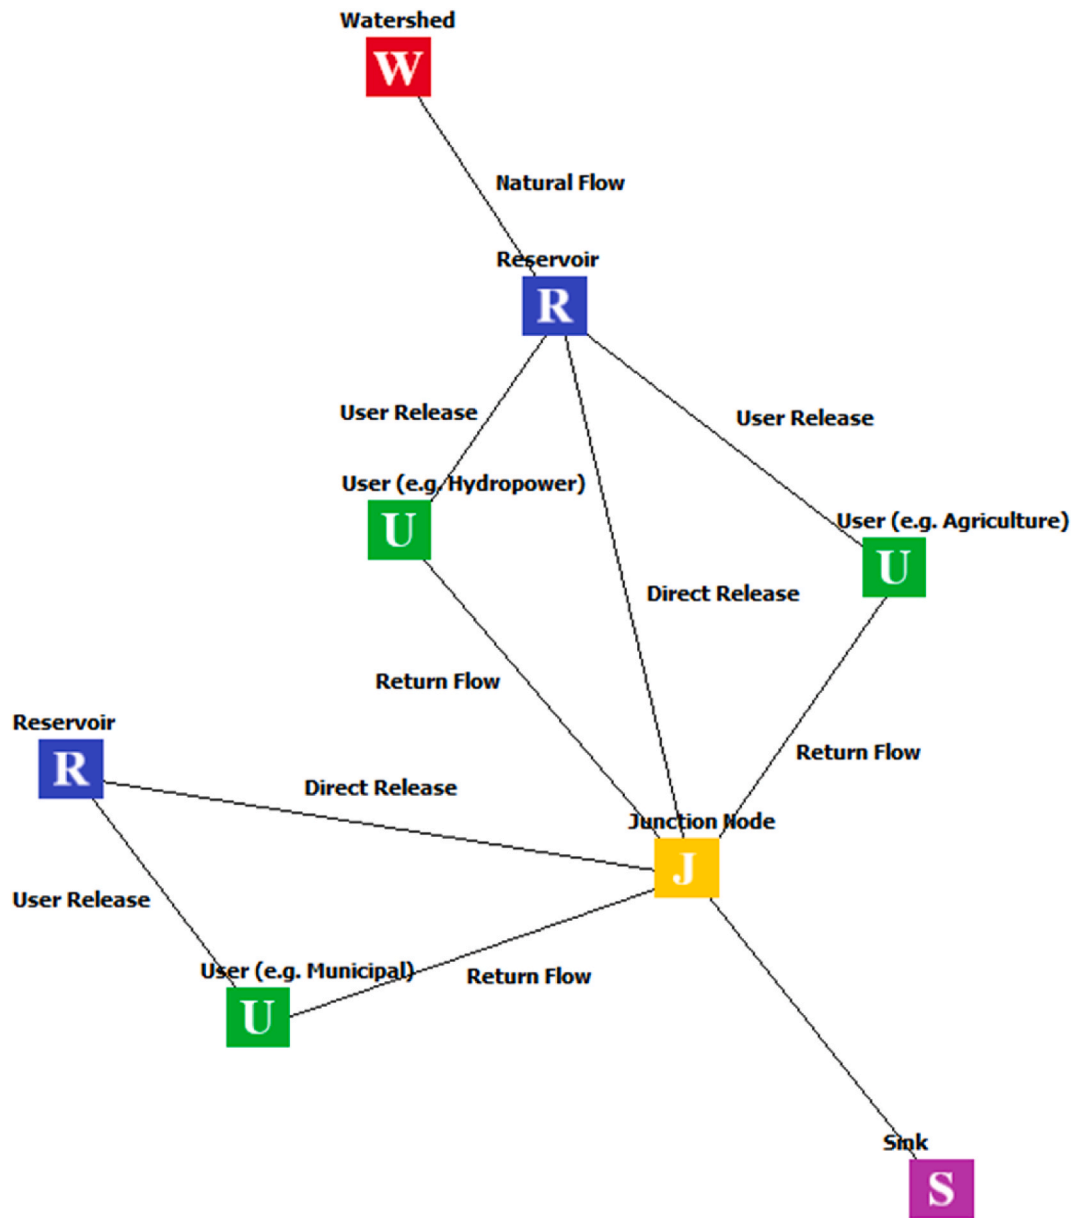 Watershed
W
Natural Flow
Reservoir
R
User Release
User Release
User (e.g. Hydropower)
U
User (e.g. Agriculture)
U
Direct Release
Return Flow
Reservoir
R
Return Flow
Direct Release
Junction Node
J
User Release
User (e.g. Municipal)
Return Flow
U
Sink
S